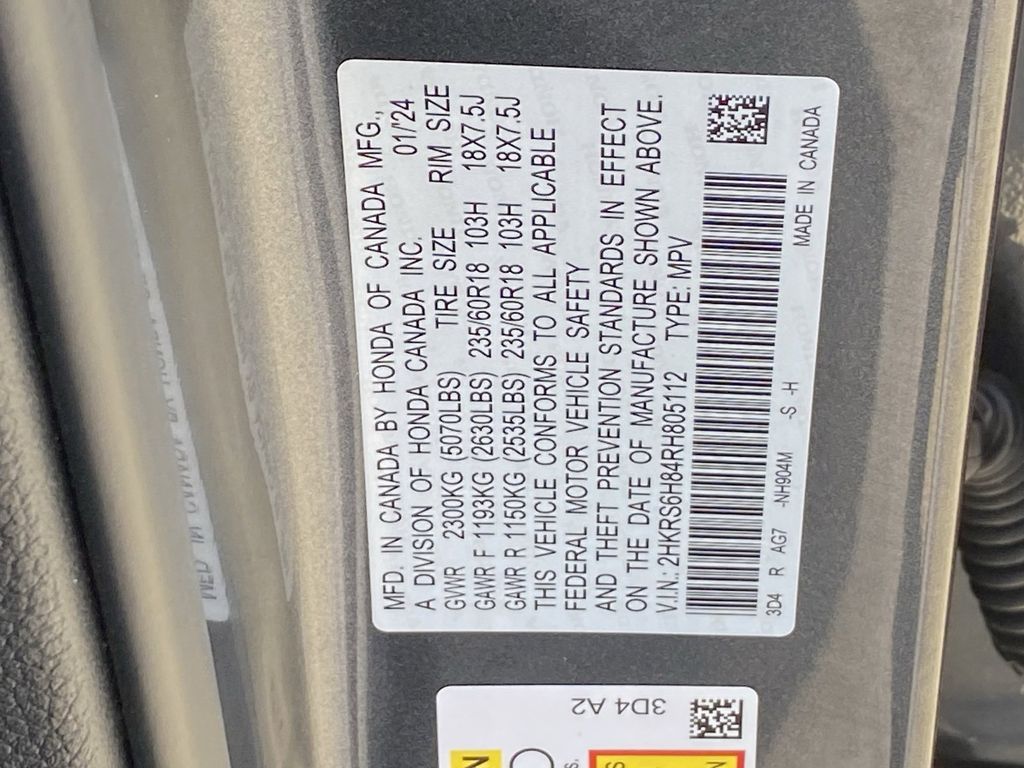 MFD. IN CANADA BY HONDA OF CANADA MFG.,
A DIVISION OF HONDA CANADA INC. 01/'24
GVWR 2300KG (5070LBS) TIRE SIZE RIM SIZE
GAWR F 1193KG (2630LBS) 235/60R18 103H 18X7.5J
GAWR R 1150KG (2535LBS) 235/60R18 103H 18X7.5J
THIS VEHICLE CONFORMS TO ALL APPLICABLE
FEDERAL MOTOR VEHICLE SAFETY
AND THEFT PREVENTION STANDARDS IN EFFECT
ON THE DATE OF MANUFACTURE SHOWN ABOVE.
V.I.N.: 2HKRS6H84RH805112 TYPE: MPV
3D4 R AG7 -NH904M -S -H MADE IN CANADA
3D4 A2